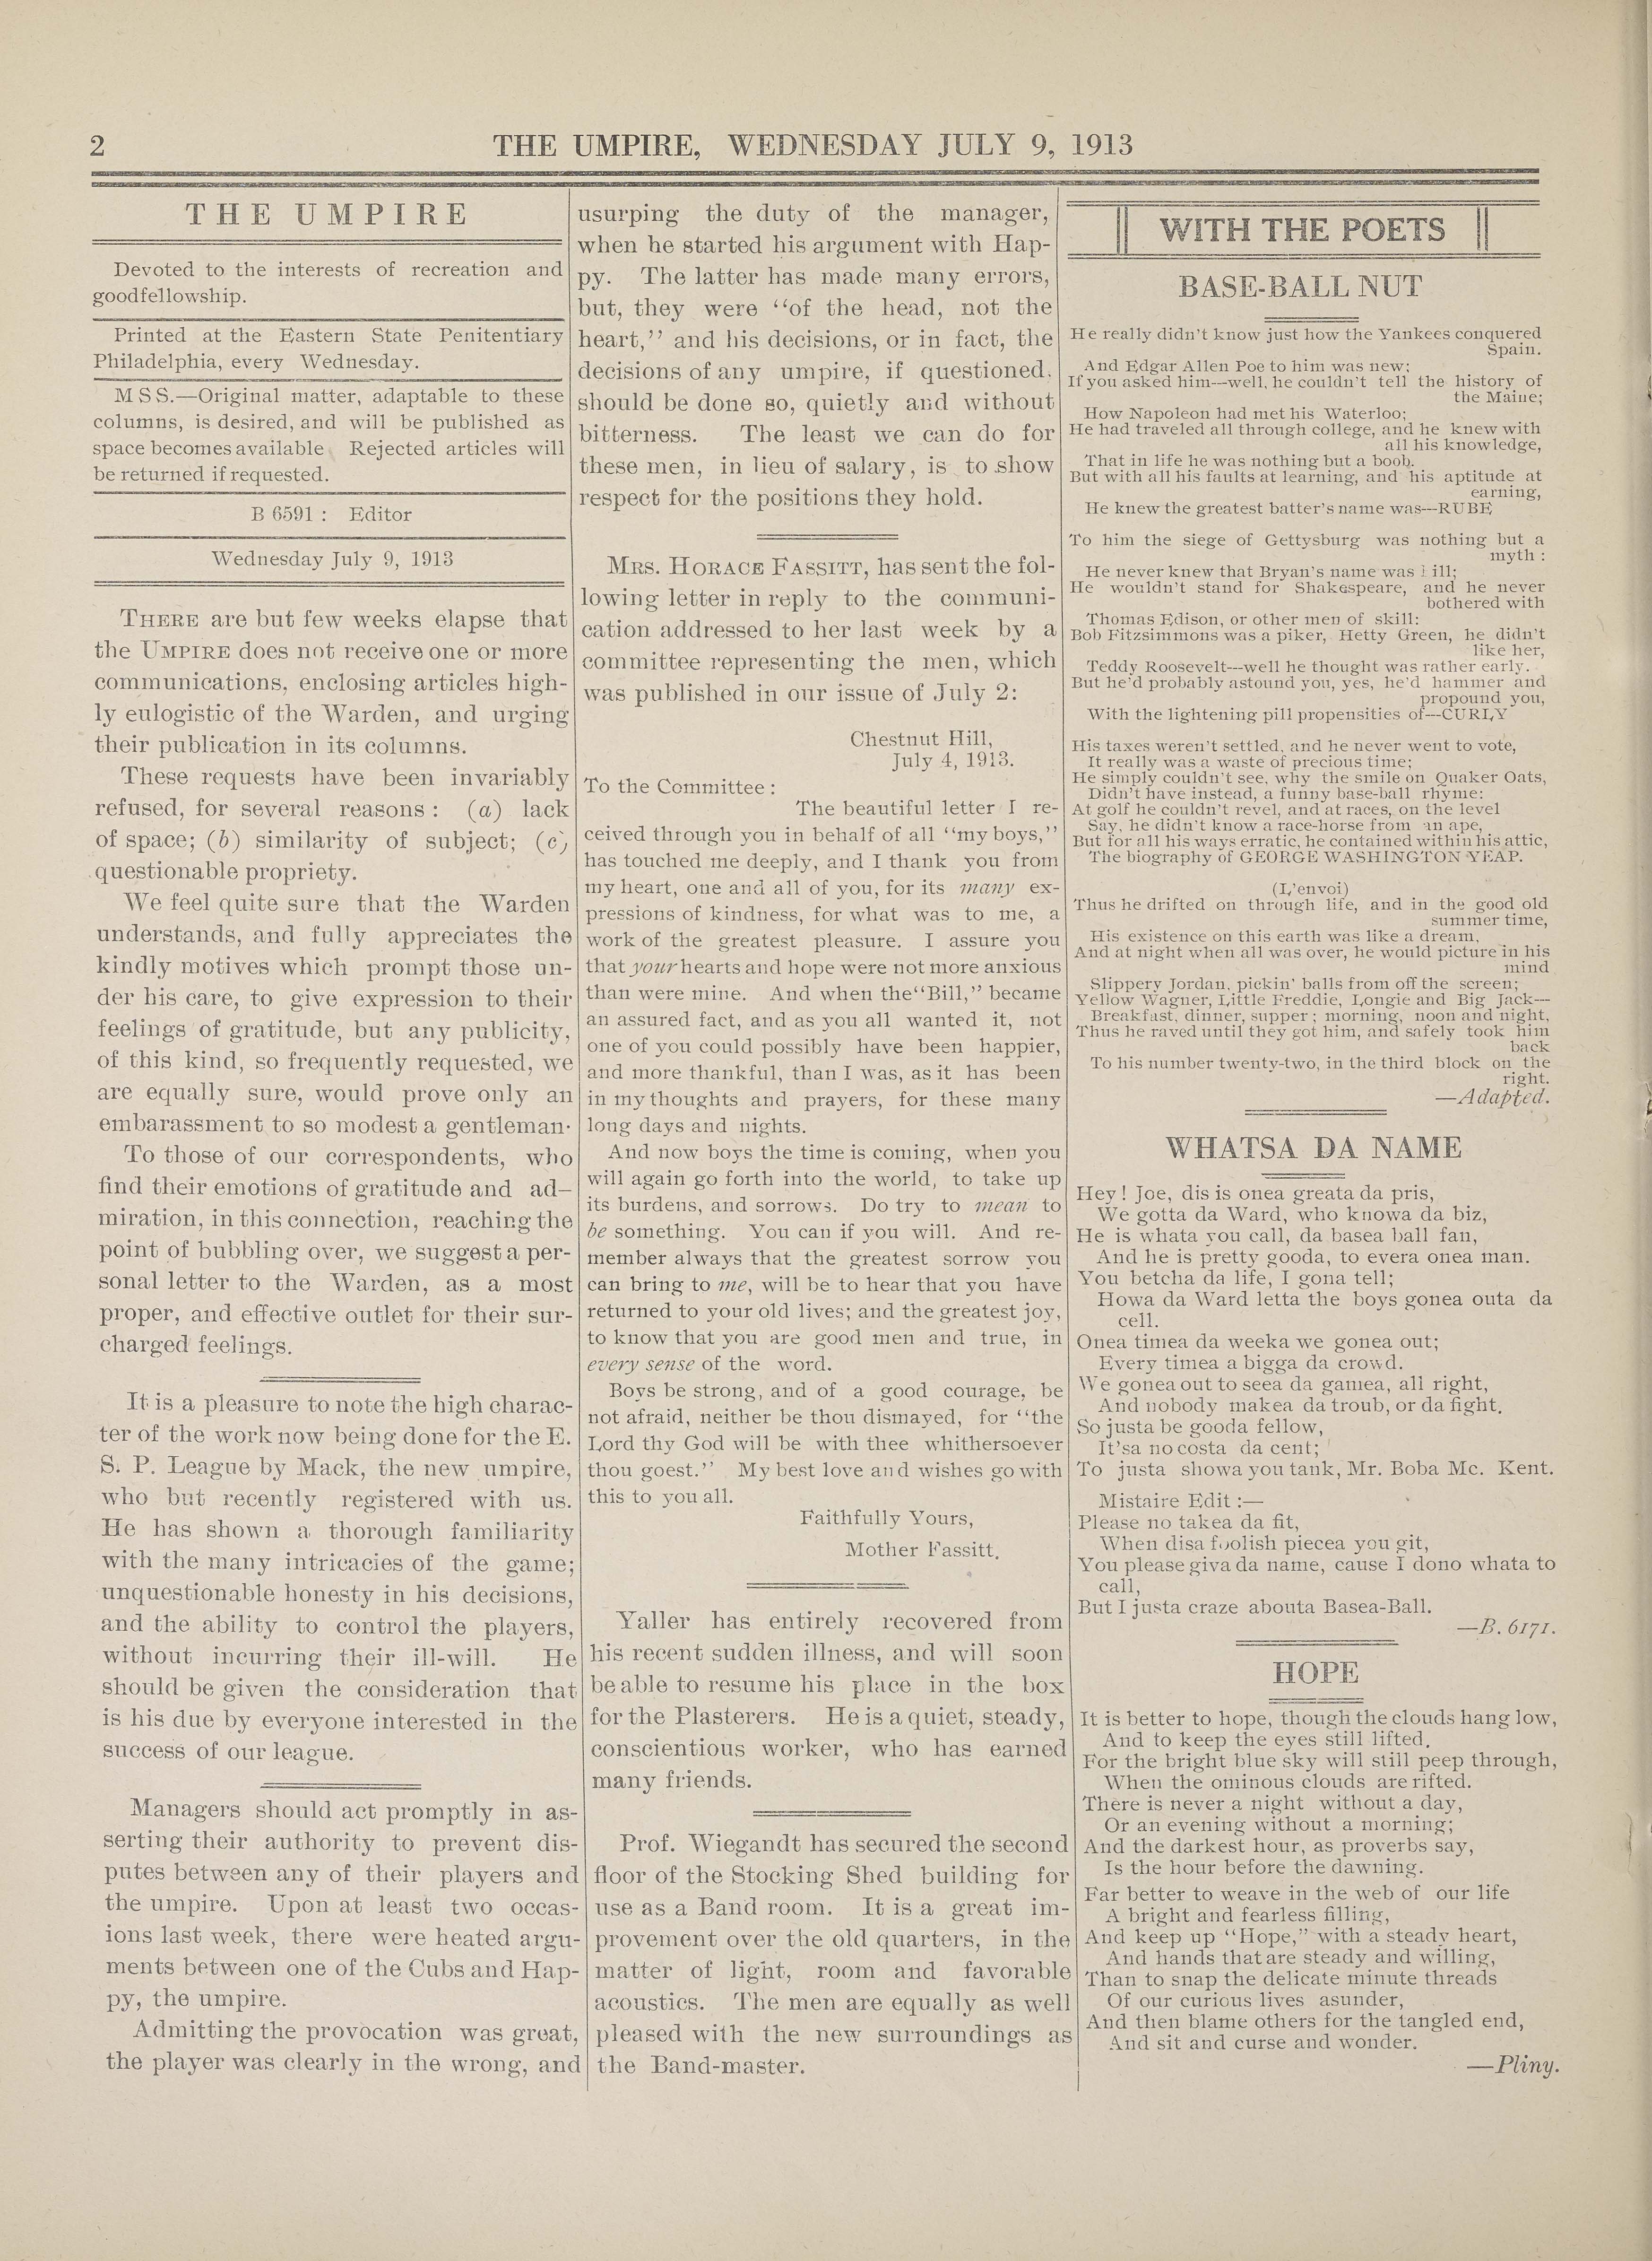 2
THE UMPIRE, WEDNESDAY JULY 9, 1913
THE UMPIRE
Devoted to the interests of recreation and
goodfellowship.
Printed at the Eastern State Penitentiary
Philadelphia, every Wednesday.
MSS.—Original matter, adaptable to these
columns, is desired, and will be published as
space becomes available. Rejected articles will
be returned if requested.
B 6591 : Editor
Wednesday July 9, 1913
THERE are but few weeks elapse that
the UMPIRE does not receive one or more
communications, enclosing articles high-
ly eulogistic of the Warden, and urging
their publication in its columns.
These requests have been invariably
refused, for several reasons : (a) lack
of space; (b) similarity of subject; (c)
questionable propriety.
We feel quite sure that the Warden
understands, and fully appreciates the
kindly motives which prompt those un-
der his care, to give expression to their
feelings of gratitude, but any publicity,
of this kind, so frequently requested, we
are equally sure, would prove only an
embarassment to so modest a gentleman.
To those of our correspondents, who
find their emotions of gratitude and ad-
miration, in this connection, reaching the
point of bubbling over, we suggest a per-
sonal letter to the Warden, as a most
proper, and effective outlet for their sur-
charged feelings.
It is a pleasure to note the high charac-
ter of the work now being done for the E.
S. P. League by Mack, the new umpire,
who but recently registered with us.
He has shown a thorough familiarity
with the many intricacies of the game;
unquestionable honesty in his decisions,
and the ability to control the players,
without incurring their ill-will. He
should be given the consideration that
is his due by everyone interested in the
success of our league.
Managers should act promptly in as-
serting their authority to prevent dis-
putes between any of their players and
the umpire. Upon at least two occas-
ions last week, there were heated argu-
ments between one of the Cubs and Hap-
py, the umpire.
Admitting the provocation was great,
the player was clearly in the wrong, and
usurping the duty of the manager,
when he started his argument with Hap-
py. The latter has made many errors,
but, they were "of the head, not the
heart," and his decisions, or in fact, the
decisions of any umpire, if questioned,
should be done so, quietly and without
bitterness. The least we can do for
these men, in lieu of salary, is to show
respect for the positions they hold.
MRS. HORACE FASSITT, has sent the fol-
lowing letter in reply to the communi-
cation addressed to her last week by a
committee representing the men, which
was published in our issue of July 2:
Chestnut Hill,
July 4, 1913.
To the Committee :
The beautiful letter I re-
ceived through you in behalf of all "my boys,"
has touched me deeply, and I thank you from
my heart, one and all of you, for its many ex-
pressions of kindness, for what was to me, a
work of the greatest pleasure. I assure you
that your hearts and hope were not more anxious
than were mine. And when the "Bill," became
an assured fact, and as you all wanted it, not
one of you could possibly have been happier,
and more thankful, than I was, as it has been
in my thoughts and prayers, for these many
long days and nights.
And now boys the time is coming, when you
will again go forth into the world, to take up
its burdens, and sorrows. Do try to mean to
be something. You can if you will. And re-
member always that the greatest sorrow you
can bring to me, will be to hear that you have
returned to your old lives; and the greatest joy,
to know that you are good men and true, in
every sense of the word.
Boys be strong, and of a good courage, be
not afraid, neither be thou dismayed, for "the
Lord thy God will be with thee whithersoever
thou goest." My best love and wishes go with
this to you all.
Faithfully Yours,
Mother Fassitt.
Yaller has entirely recovered from
his recent sudden illness, and will soon
be able to resume his place in the box
for the Plasterers. He is a quiet, steady,
conscientious worker, who has earned
many friends.
Prof. Wiegandt has secured the second
floor of the Stocking Shed building for
use as a Band room. It is a great im-
provement over the old quarters, in the
matter of light, room and favorable
acoustics. The men are equally as well
pleased with the new surroundings as
the Band-master.
WITH THE POETS
BASE-BALL NUT
He really didn't know just how the Yankees conquered
Spain.
And Edgar Allen Poe to him was new;
If you asked him--well, he couldn't tell the history of
the Maine;
How Napoleon had met his Waterloo;
He had traveled all through college, and he knew with
all his knowledge,
That in life he was nothing but a boob.
But with all his faults at learning, and his aptitude at
earning,
He knew the greatest batter's name was---RUBE
To him the siege of Gettysburg was nothing but a
myth :
He never knew that Bryan's name was Bill;
He wouldn't stand for Shakespeare, and he never
bothered with
Thomas Edison, or other men of skill:
Bob Fitzsimmons was a piker, Hetty Green, he didn't
like her,
Teddy Roosevelt---well he thought was rather early.
But he'd probably astound you, yes, he'd hammer and
propound you,
With the lightening pill propensities of---CURLY
His taxes weren't settled, and he never went to vote,
It really was a waste of precious time;
He simply couldn't see, why the smile on Quaker Oats,
Didn't have instead, a funny base-ball rhyme:
At golf he couldn't revel, and at races, on the level
Say, he didn't know a race-horse from an ape,
But for all his ways erratic, he contained within his attic,
The biography of GEORGE WASHINGTON YEAP.
(L'envoi)
Thus he drifted on through life, and in the good old
summer time,
His existence on this earth was like a dream,
And at night when all was over, he would picture in his
mind
Slippery Jordan, pickin' balls from off the screen;
Yellow Wagner, Little Freddie, Longie and Big Jack---
Breakfast, dinner, supper ; morning, noon and night,
Thus he raved until they got him, and safely took him
back
To his number twenty-two, in the third block on the
right.
—Adapted.
WHATSA DA NAME
Hey! Joe, dis is onea greata da pris,
We gotta da Ward, who knowa da biz,
He is whata you call, da basea ball fan,
And he is pretty gooda, to evera onea man.
You betcha da life, I gona tell;
Howa da Ward letta the boys gonea outa da
cell.
Onea timea da weeka we gonea out;
Every timea a bigga da crowd.
We gonea out to seea da gamea, all right,
And nobody makea da troub, or da fight.
So justa be gooda fellow,
It'sa no costa da cent;
To justa showa you tank, Mr. Boba Mc. Kent.
Mistaire Edit :—
Please no takea da fit,
When disa foolish piecea you git,
You please giva da name, cause I dono whata to
call,
But I justa craze abouta Basea-Ball.
—B. 6171.
HOPE
It is better to hope, though the clouds hang low,
And to keep the eyes still lifted,
For the bright blue sky will still peep through,
When the ominous clouds are rifted.
There is never a night without a day,
Or an evening without a morning;
And the darkest hour, as proverbs say,
Is the hour before the dawning.
Far better to weave in the web of our life
A bright and fearless filling,
And keep up "Hope," with a steady heart,
And hands that are steady and willing,
Than to snap the delicate minute threads
Of our curious lives asunder,
And then blame others for the tangled end,
And sit and curse and wonder.
—Pliny.